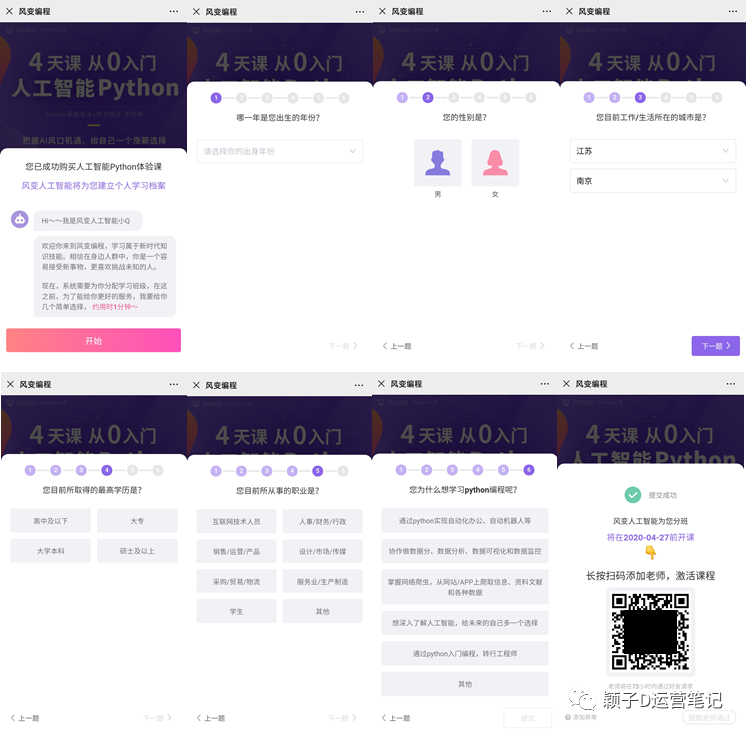 风变编程
4天课 从0入门
人工智能Python
把握AI风口机遇,给自己一个涨薪选择
您已成功购买人工智能Python体验课
风变人工智能将为您建立个人学习档案
Hi~~我是风变人工智能小Q
欢迎你来到风变编程,学习属于新时代知
识技能。相信在身边人群中,你是一个容
易接受新事物,更喜欢挑战未知的人。
现在,系统需要为你分配学习班级,在这
之前,为了能给你更好的服务,我要给你
几个简单选择,约用时1分钟~
开始
风变编程
4天课 从0入门
1 2 3 4 5 6
哪一年是您出生的年份?
请选择你的出身年份
下一题
风变编程
4天课 从0入门
1 2 3 4 5 6
您的性别是?
男
女
上一题
下一题
风变编程
4天课 从0入门
1 2 3 4 5 6
您目前工作/生活所在的城市是?
江苏
南京
上一题
下一题
风变编程
4天课 从0入门
1 2 3 4 5 6
您目前所取得的最高学历是?
高中及以下
大专
大学本科
硕士及以上
上一题
下一题
风变编程
4天课 从0入门
1 2 3 4 5 6
您目前所从事的职业是?
互联网技术人员
人事/财务/行政
销售/运营/产品
设计/市场/传媒
采购/贸易/物流
服务业/生产制造
学生
其他
上一题
下一题
风变编程
4天课 从0入门
1 2 3 4 5 6
您为什么想学习python编程呢?
通过python实现自动化办公、自动机器人等
协作做数据分、数据分析、数据可视化和数据监控
掌握网络爬虫,从网站/APP上爬取信息、资料文献
和各种数据
想深入了解人工智能,给未来的自己多一个选择
通过python入门编程,转行工程师
其他
上一题
提交
风变编程
4天课 从0入门
人工智能Python
提交成功
风变人工智能为您分班
将在2020-04-27前开课
长按扫码添加老师,激活课程
老师将在72小时内通过好友请求
添加异常
提醒老师通过
颖子D运营笔记